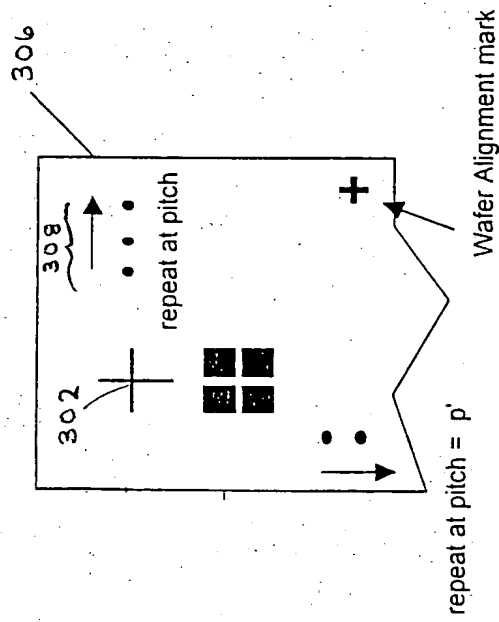 306
308
302
repeat at pitch
Wafer Alignment mark
repeat at pitch = p'